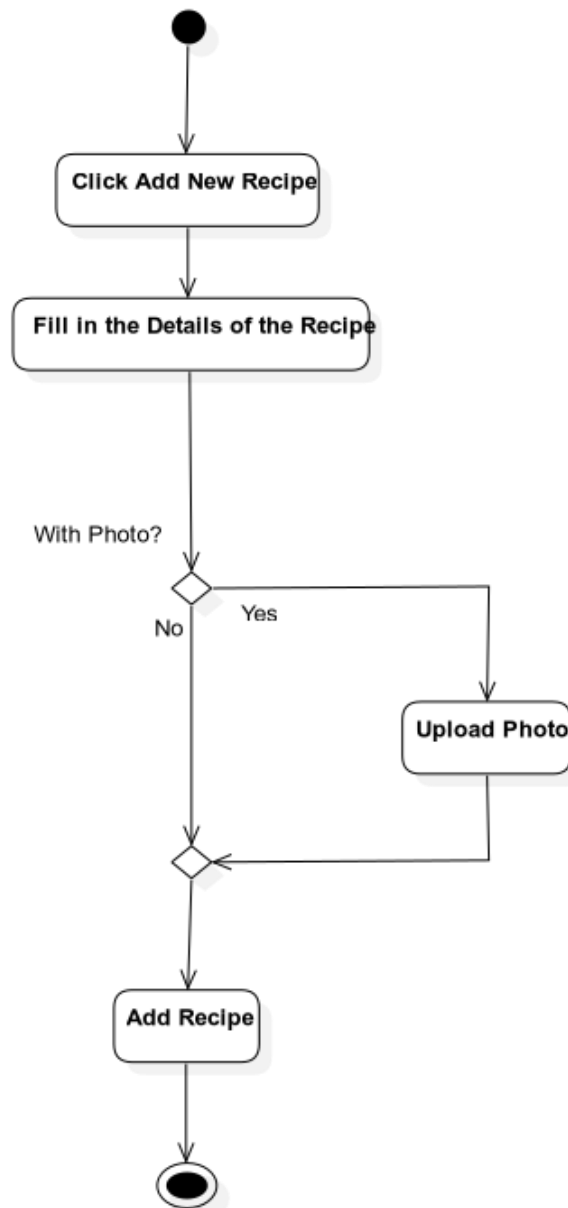 Click Add New Recipe
Fill in the Details of the Recipe
With Photo?
No
Yes
Upload Photo
Add Recipe